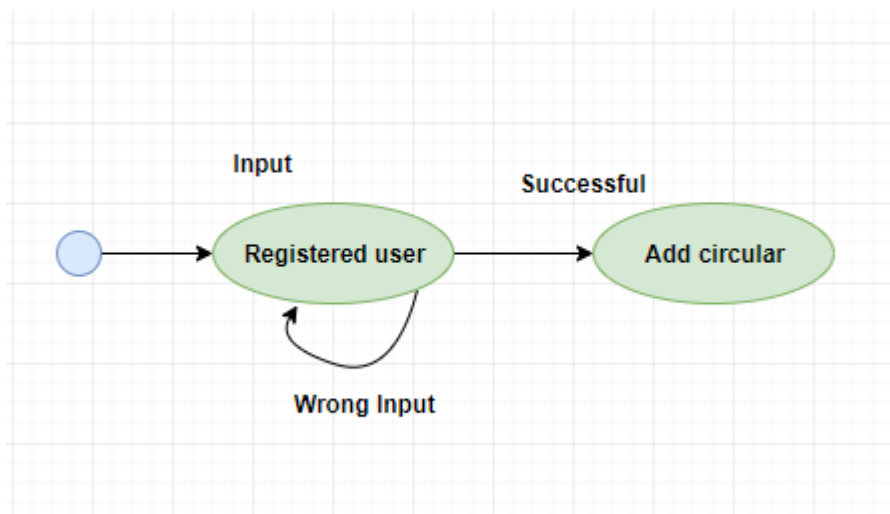 Input
Successful
Registered user
Add circular
Wrong Input